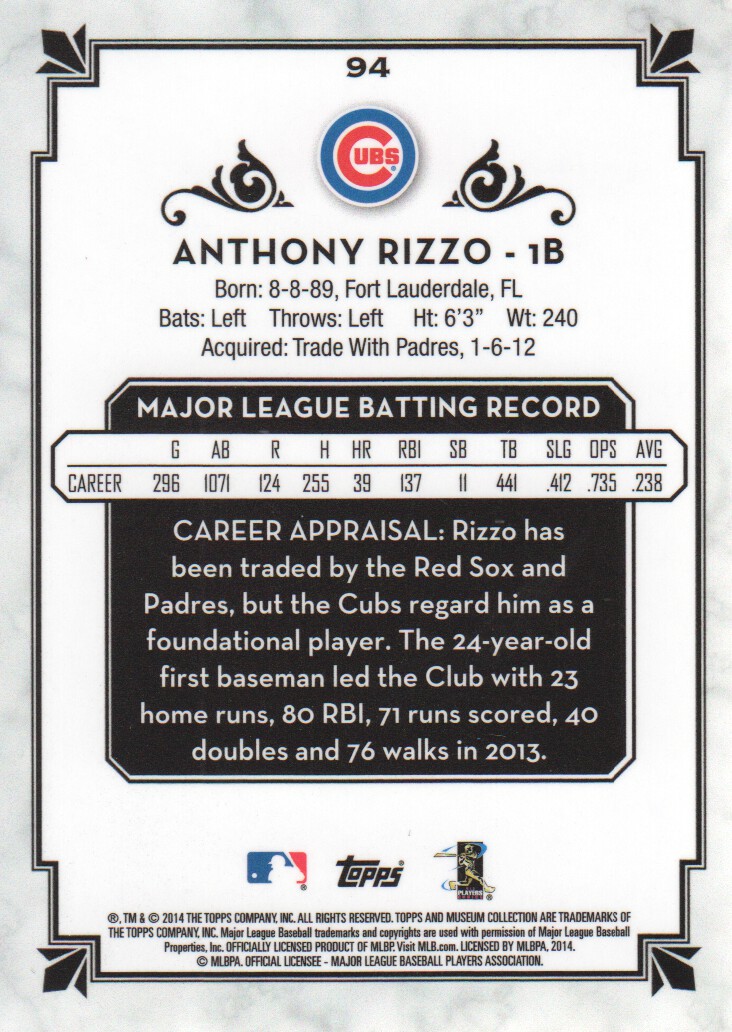 94
CUBS
ANTHONY RIZZO - 1B
Born: 8-8-89, Fort Lauderdale, FL
Bats: Left Throws: Left Ht: 6'3" Wt: 240
Acquired: Trade With Padres, 1-6-12
MAJOR LEAGUE BATTING RECORD
G AB R H HR RBI SB TB SLG OPS AVG
CAREER 296 1071 124 255 39 137 11 441 .412 .735 .238
CAREER APPRAISAL: Rizzo has
been traded by the Red Sox and
Padres, but the Cubs regard him as a
foundational player. The 24-year-old
first baseman led the Club with 23
home runs, 80 RBI, 71 runs scored, 40
doubles and 76 walks in 2013.
® topps® PLAYERS CHOICE ®
®, TM & © 2014 THE TOPPS COMPANY, INC. ALL RIGHTS RESERVED. TOPPS AND MUSEUM COLLECTION ARE TRADEMARKS OF
THE TOPPS COMPANY, INC. Major League Baseball trademarks and copyrights are used with permission of Major League Baseball
Properties, Inc. OFFICIALLY LICENSED PRODUCT OF MLBP. Visit MLB.com. LICENSED BY MLBPA, 2014.
© MLBPA. OFFICIAL LICENSEE - MAJOR LEAGUE BASEBALL PLAYERS ASSOCIATION.